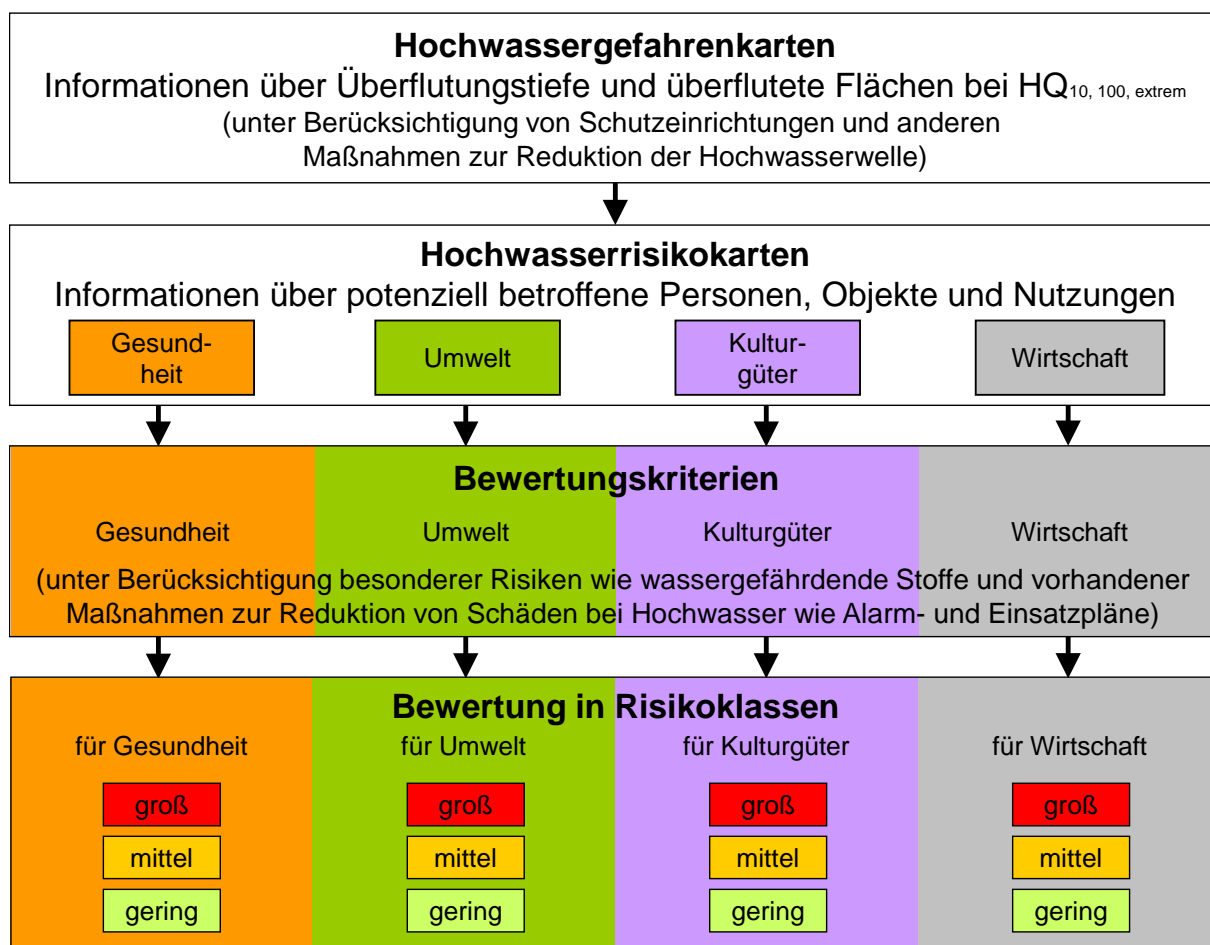 Hochwassergefahrenkarten
Informationen über Überflutungstiefe und überflutete Flächen bei HQ10, 100, extrem
(unter Berücksichtigung von Schutzeinrichtungen und anderen
Maßnahmen zur Reduktion der Hochwasserwelle)
Hochwasserrisikokarten
Informationen über potenziell betroffene Personen, Objekte und Nutzungen
Gesund-
heit
Umwelt
Kultur-
güter
Wirtschaft
Bewertungskriterien
Gesundheit Umwelt Kulturgüter Wirtschaft
(unter Berücksichtigung besonderer Risiken wie wassergefährdende Stoffe und vorhandener
Maßnahmen zur Reduktion von Schäden bei Hochwasser wie Alarm- und Einsatzpläne)
Bewertung in Risikoklassen
für Gesundheit für Umwelt für Kulturgüter für Wirtschaft
groß groß groß groß
mittel mittel mittel mittel
gering gering gering gering